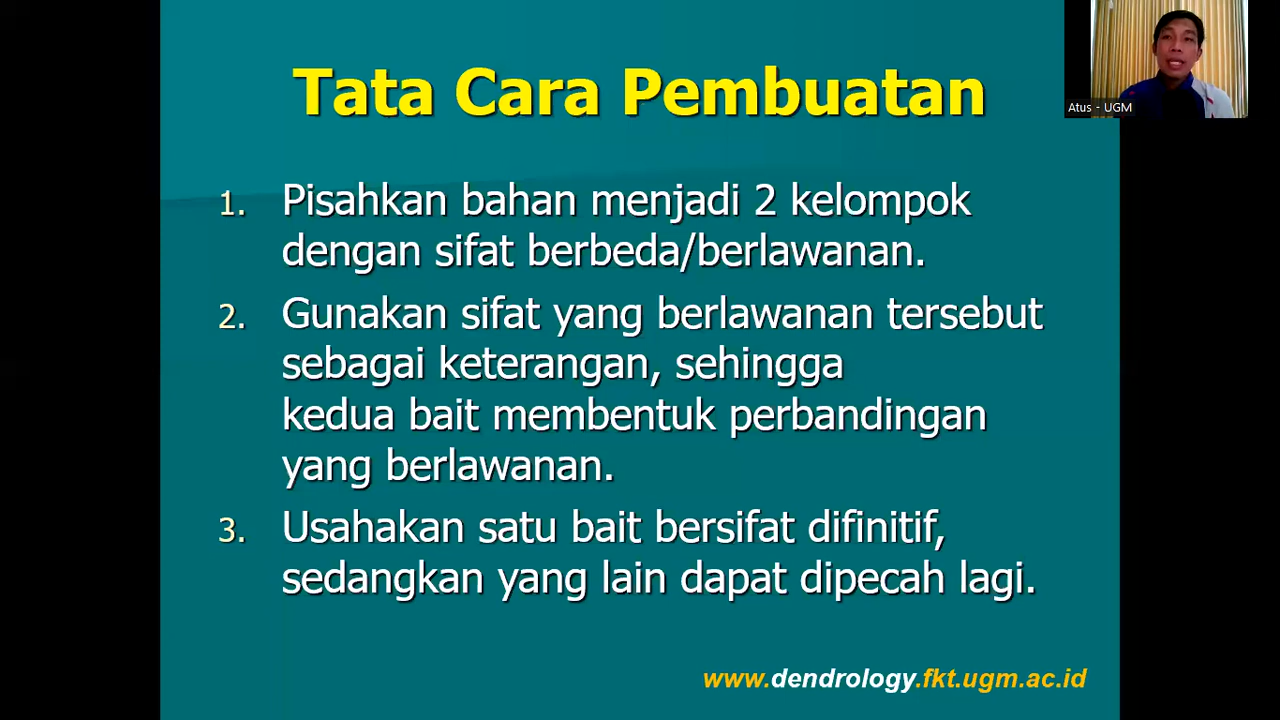 Tata Cara Pembuatan
Atus - UGM
1. Pisahkan bahan menjadi 2 kelompok
dengan sifat berbeda/berlawanan.
2. Gunakan sifat yang berlawanan tersebut
sebagai keterangan, sehingga
kedua bait membentuk perbandingan
yang berlawanan.
3. Usahakan satu bait bersifat difinitif,
sedangkan yang lain dapat dipecah lagi.
www.dendrology.fkt.ugm.ac.id